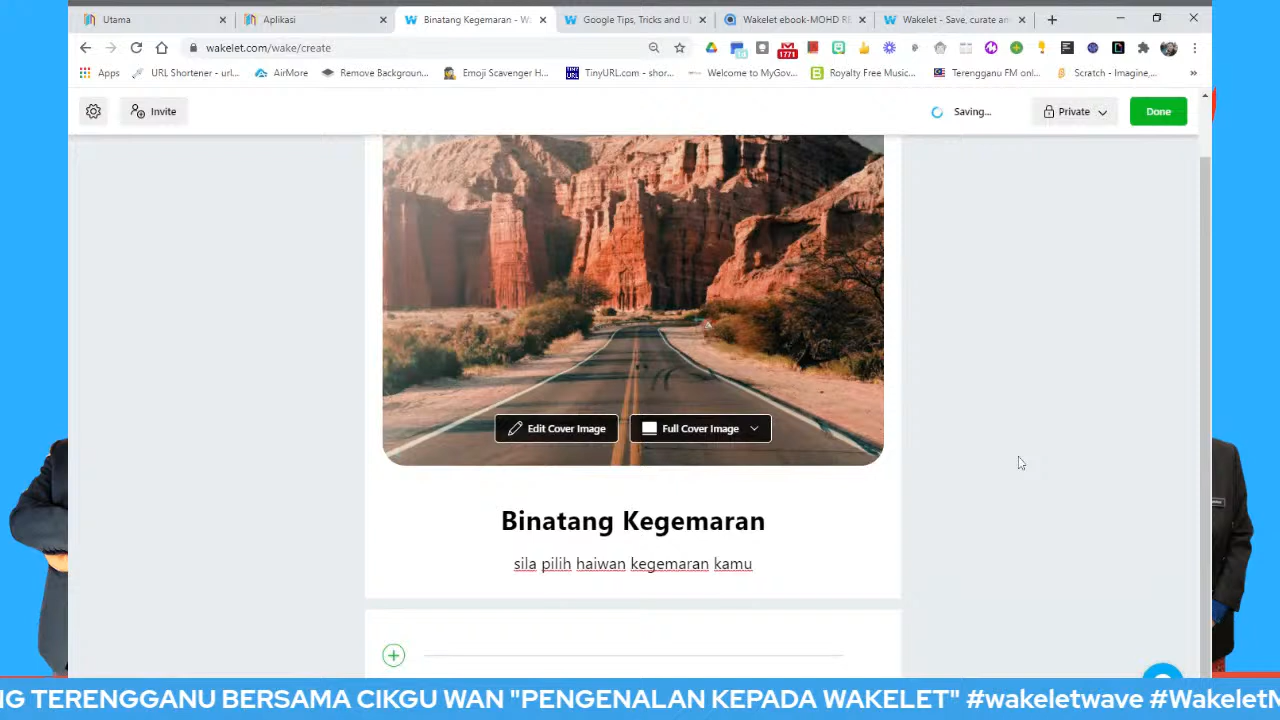 Utama
Aplikasi
Binatang Kegemaran - W
Google Tips, Tricks and U
Wakelet ebook-MOHD RE
Wakelet - Save, curate an
wakelet.com/wake/create
1771
Apps
URL Shortener - url...
AirMore
Remove Backgroun...
Emoji Scavenger H...
TinyURL.com - shor...
Welcome to MyGov...
Royalty Free Music...
Terengganu FM onl...
Scratch - Imagine,...
Invite
Saving...
Private
Done
Edit Cover Image
Full Cover Image
Binatang Kegemaran
sila pilih haiwan kegemaran kamu
NG TERENGGANU BERSAMA CIKGU WAN "PENGENALAN KEPADA WAKELET" #wakeletwave #WakeletM